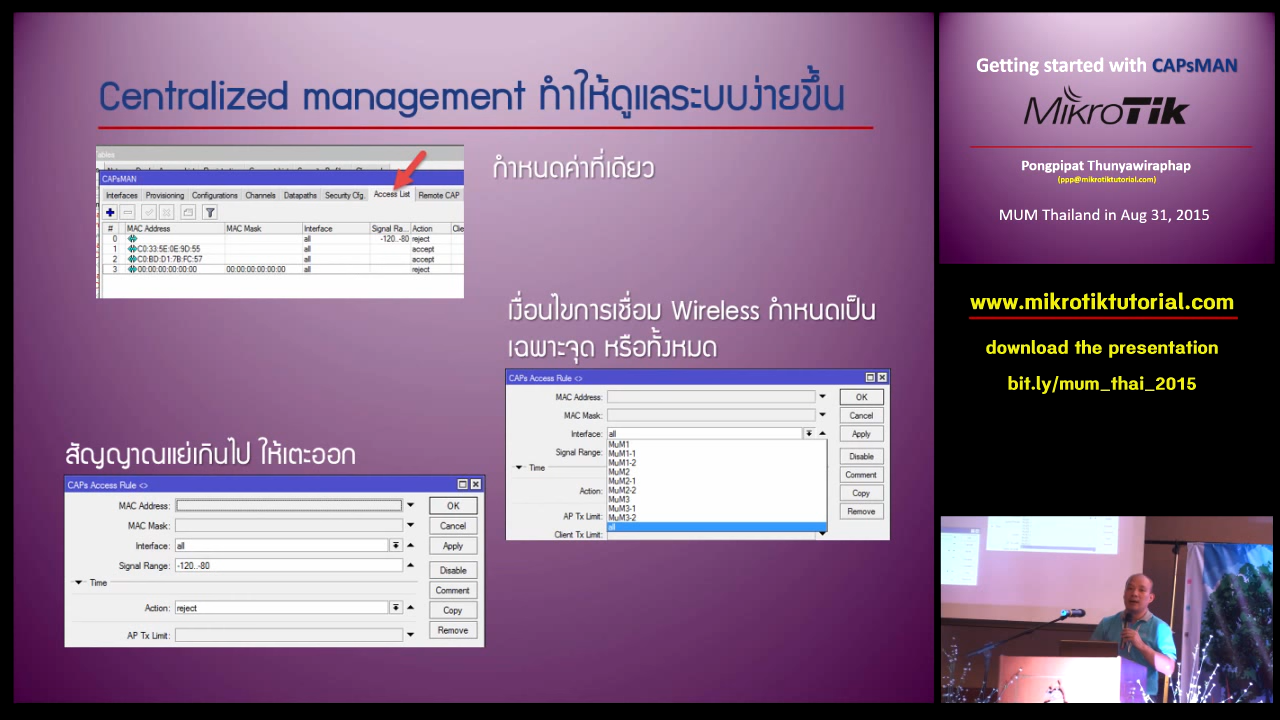 Centralized management ทำให้ดูแลระบบง่ายขึ้น
กำหนดค่าที่เดียว
CAPsMAN
Interfaces Provisioning Configurations Channels Datapaths Security Cfg. Access List Remote CAP
# MAC Address MAC Mask Interface Signal Ra... Action Clie
0 all -120..-80 reject
1 C0:33:5E:0E:9D:55 all accept
2 C0:BD:D1:7B:FC:57 all accept
3 00:00:00:00:00:00 00:00:00:00:00:00 all reject
เงื่อนไขการเชื่อม Wireless กำหนดเป็น
เฉพาะจุด หรือทั้งหมด
CAPs Access Rule <>
MAC Address: OK
MAC Mask: Cancel
Interface: all Apply
MuM1
MuM1-1
MuM1-2
MuM2
MuM2-1
MuM2-2
MuM3
MuM3-1
MuM3-2
all
Signal Range: Disable
Time Comment
Action: Copy
AP Tx Limit: Remove
Client Tx Limit:
สัญญาณแย่เกินไป ให้เตะออก
CAPs Access Rule <>
MAC Address: OK
MAC Mask: Cancel
Interface: all Apply
Signal Range: -120..-80 Disable
Time Comment
Action: reject Copy
AP Tx Limit: Remove
Getting started with CAPsMAN
MikroTik
Pongpipat Thunyawiraphap
(ppp@mikrotiktutorial.com)
MUM Thailand in Aug 31, 2015
www.mikrotiktutorial.com
download the presentation
bit.ly/mum_thai_2015